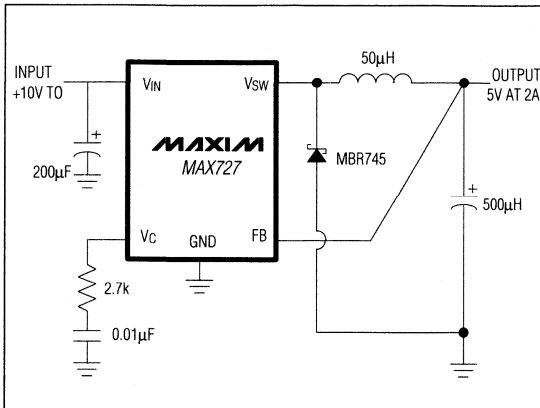 INPUT
+10V TO
VIN
VSW
50µH
OUTPUT
5V AT 2A
200µF
MAXIM
MAX727
MBR745
500µH
VC
GND
FB
2.7k
0.01µF